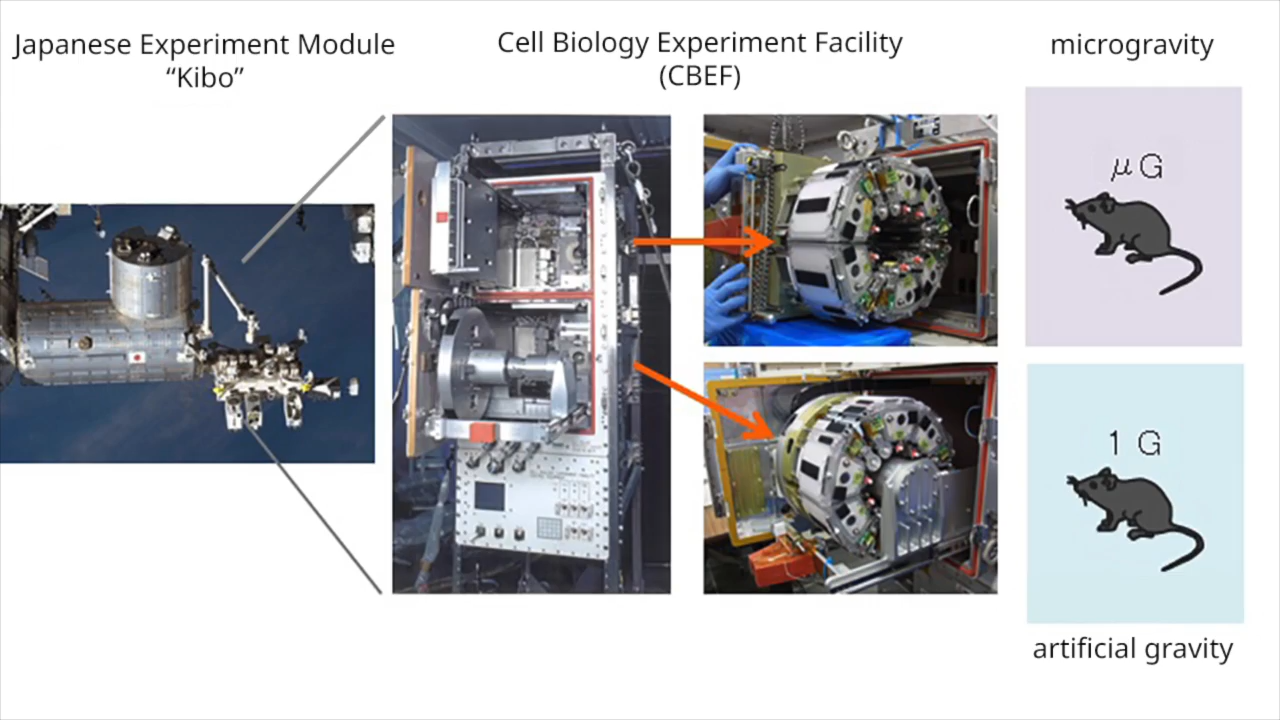 Japanese Experiment Module
“Kibo”
Cell Biology Experiment Facility
(CBEF)
microgravity
μG
1 G
artificial gravity